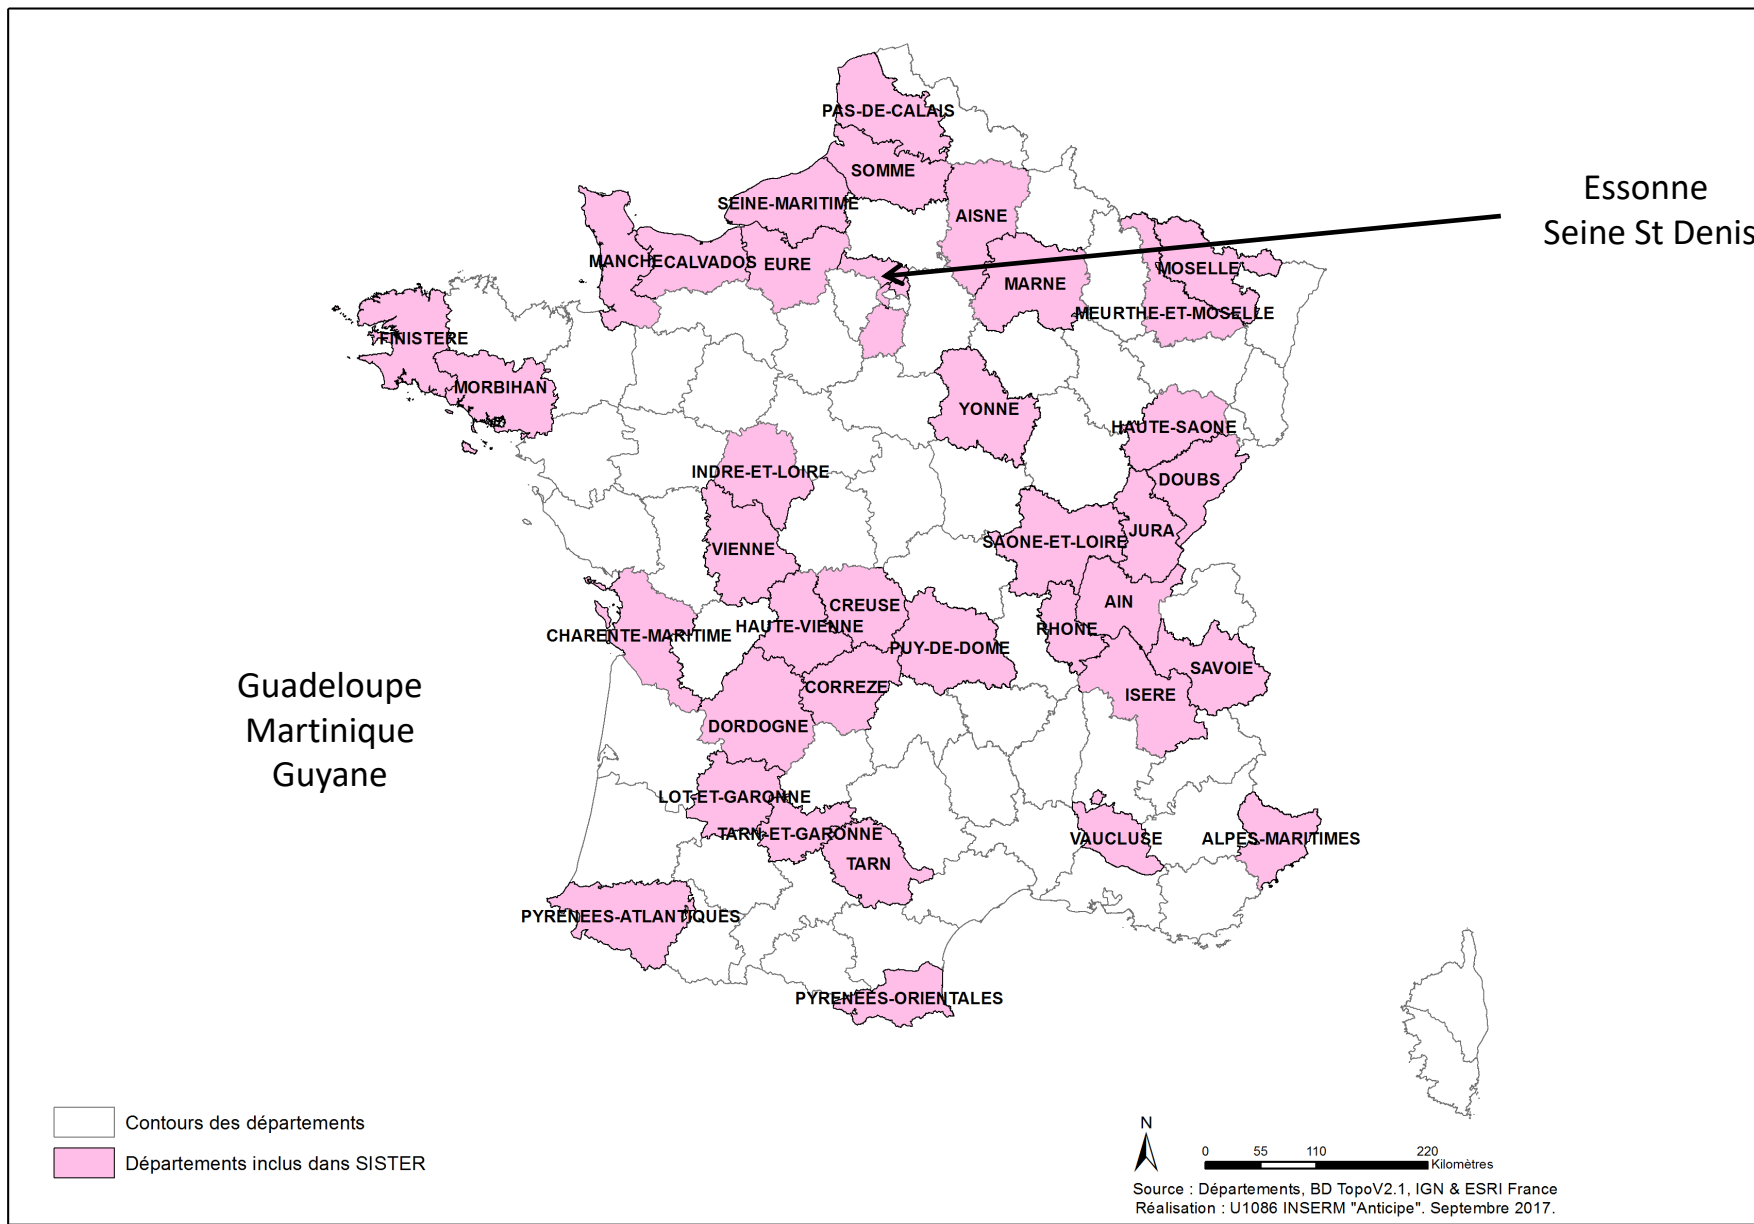 PAS-DE-CALAIS
SOMME
Essonne
Seine St Denis
SEINE-MARITIME
AISNE
MANCHE
CALVADOS
EURE
MOSELLE
MARNE
MEURTHE-ET-MOSELLE
FINISTERE
MORBIHAN
YONNE
HAUTE-SAONE
INDRE-ET-LOIRE
DOUBS
JURA
SAONE-ET-LOIRE
VIENNE
AIN
CREUSE
HAUTE-VIENNE
RHONE
CHARENTE-MARITIME
PUY-DE-DOME
SAVOIE
CORREZE
ISERE
Guadeloupe
Martinique
Guyane
DORDOGNE
LOT-ET-GARONNE
TARN-ET-GARONNE
VAUCLUSE
ALPES-MARITIMES
TARN
PYRENEES-ATLANTIQUES
PYRENEES-ORIENTALES
Contours des départements
Départements inclus dans SISTER
N
0 55 110 220
Kilomètres
Source : Départements, BD TopoV2.1, IGN & ESRI France
Réalisation : U1086 INSERM "Anticipe". Septembre 2017.